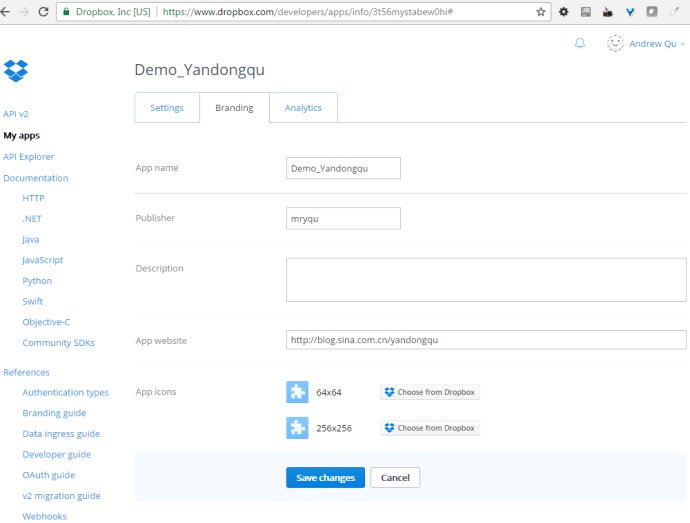 Dropbox, Inc [US] | https://www.dropbox.com/developers/apps/info/3t56mystabew0hi#
Andrew Qu
Demo_Yandongqu
Settings
Branding
Analytics
API v2
My apps
API Explorer
Documentation
HTTP
.NET
Java
JavaScript
Python
Swift
Objective-C
Community SDKs
References
Authentication types
Branding guide
Data ingress guide
Developer guide
OAuth guide
v2 migration guide
Webhooks
App name
Demo_Yandongqu
Publisher
mryqu
Description
App website
http://blog.sina.com.cn/yandongqu
App icons
64x64
Choose from Dropbox
256x256
Choose from Dropbox
Save changes
Cancel